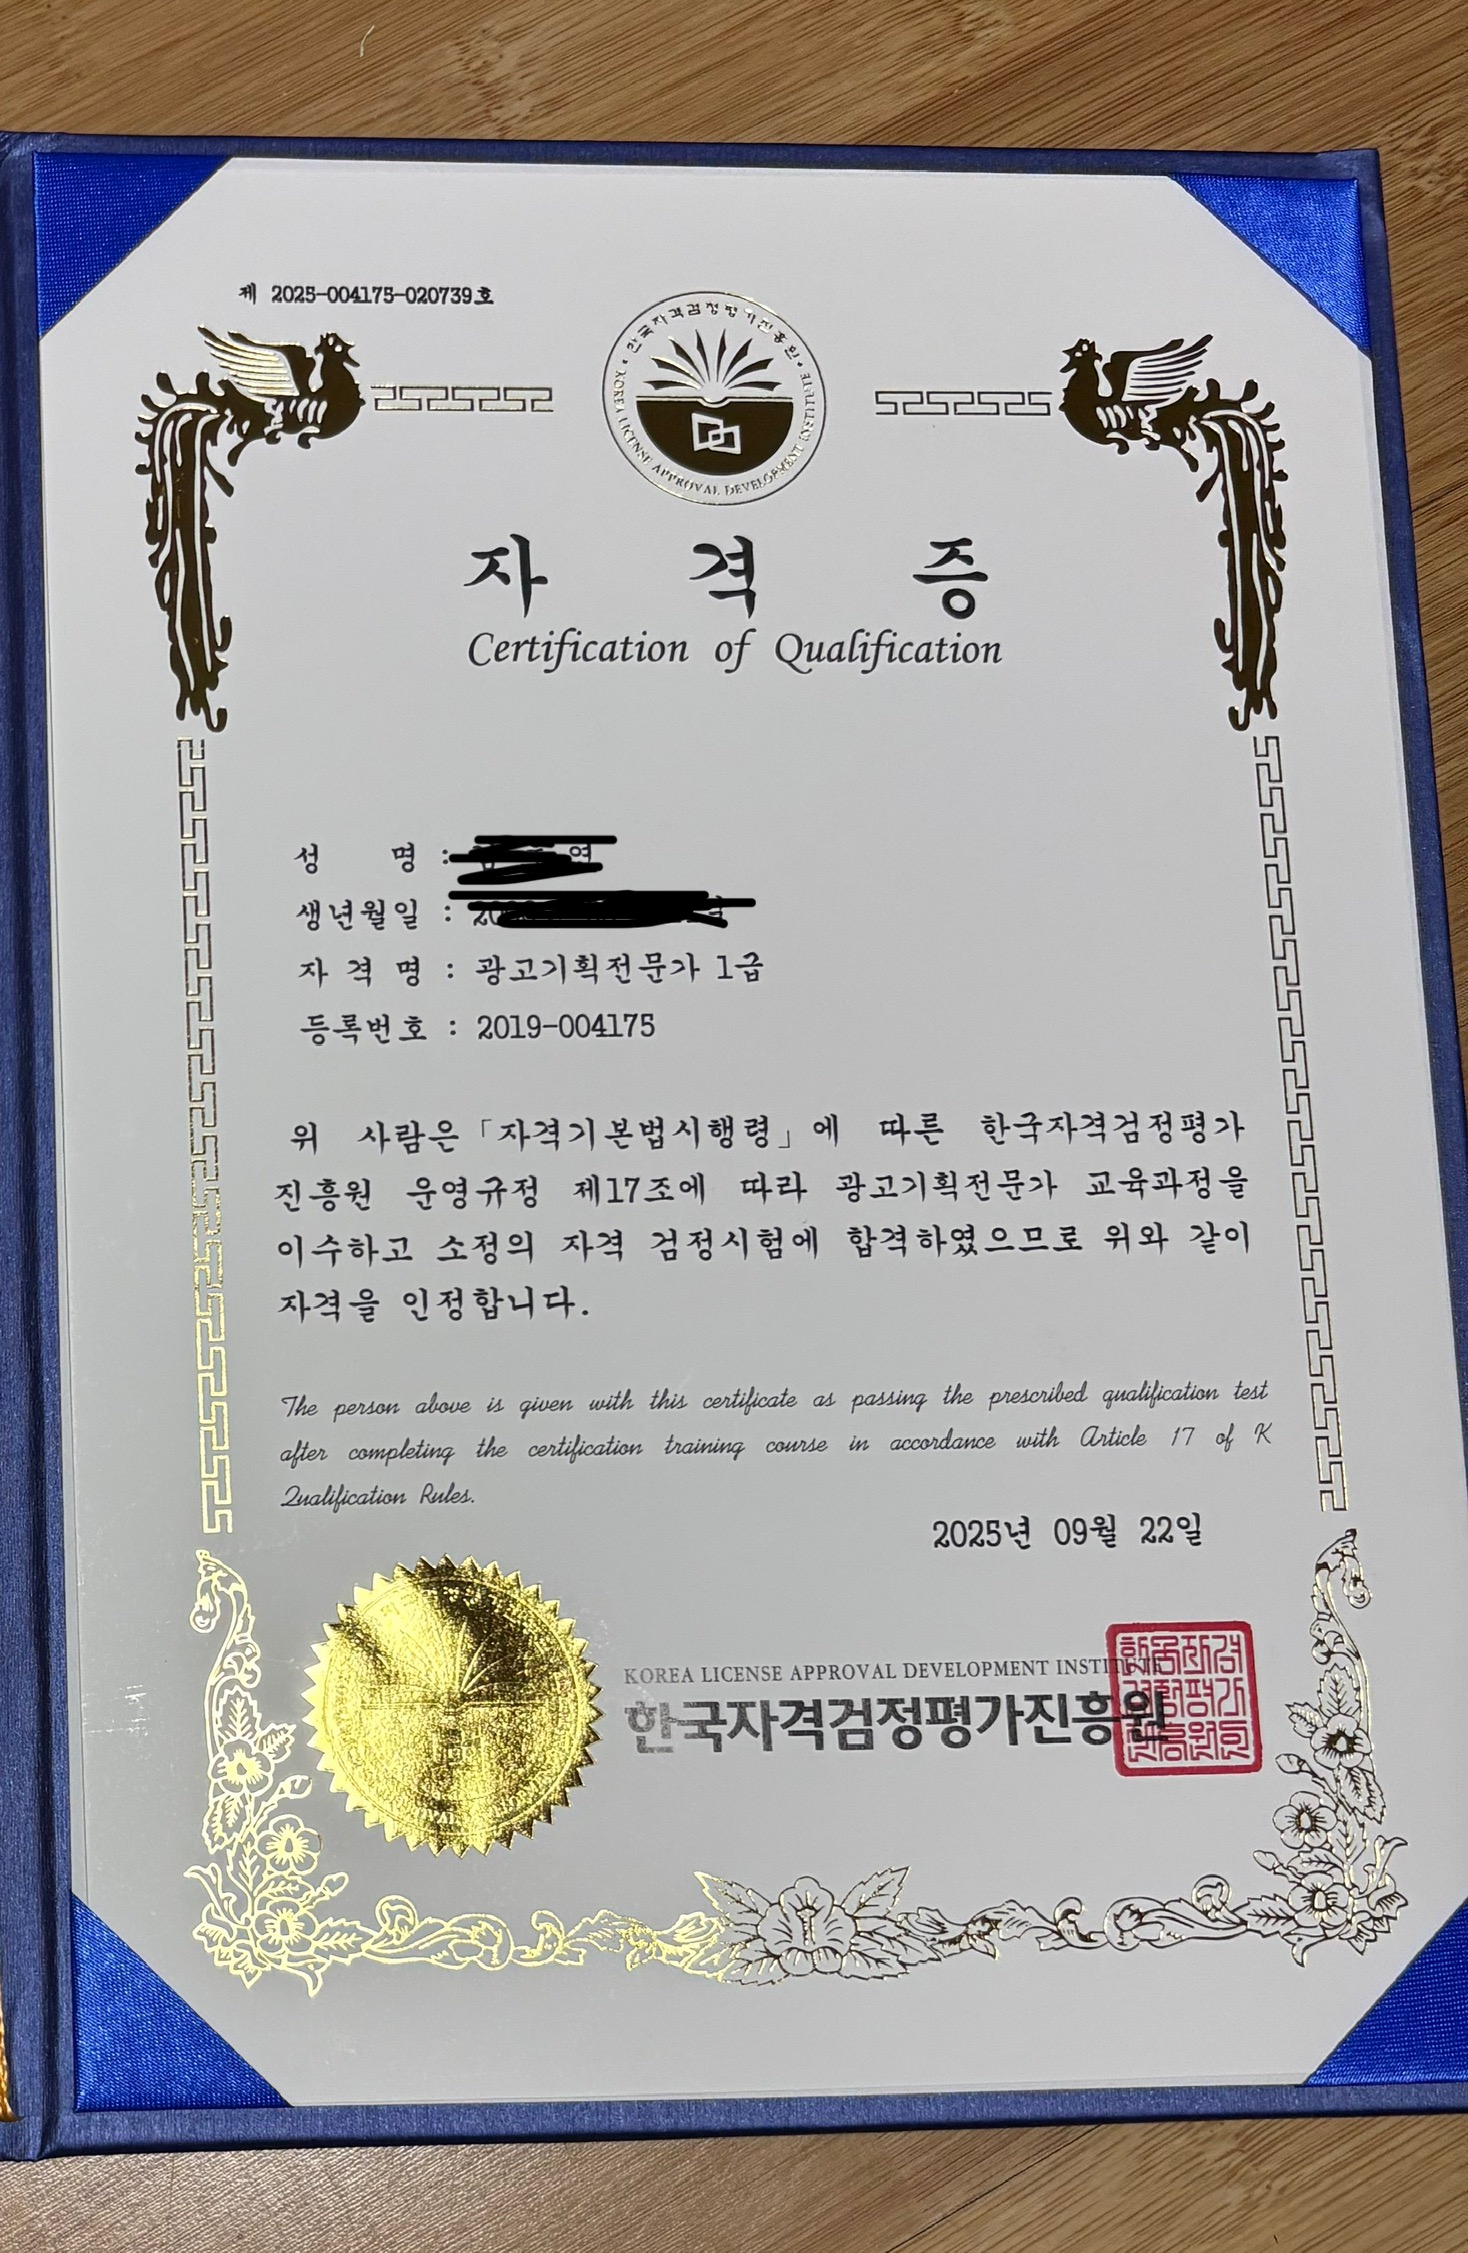 제 2025-004175-020739호
한국자격검정평가진흥원
KOREA LICENSE APPROVAL DEVELOPMENT INSTITUTE
자 격 증
Certification of Qualification
성 명 :
생년월일 :
자 격 명 : 광고기획전문가 1급
등록번호 : 2019-004175
위 사람은 「자격기본법시행령」에 따른 한국자격검정평가
진흥원 운영규정 제17조에 따라 광고기획전문가 교육과정을
이수하고 소정의 자격 검정시험에 합격하였으므로 위와 같이
자격을 인정합니다.
The person above is given with this certificate as passing the prescribed qualification test
after completing the certification training course in accordance with Article 17 of K
Qualification Rules.
2025년 09월 22일
KOREA LICENSE APPROVAL DEVELOPMENT INSTITUTE
한국자격검정평가진흥원